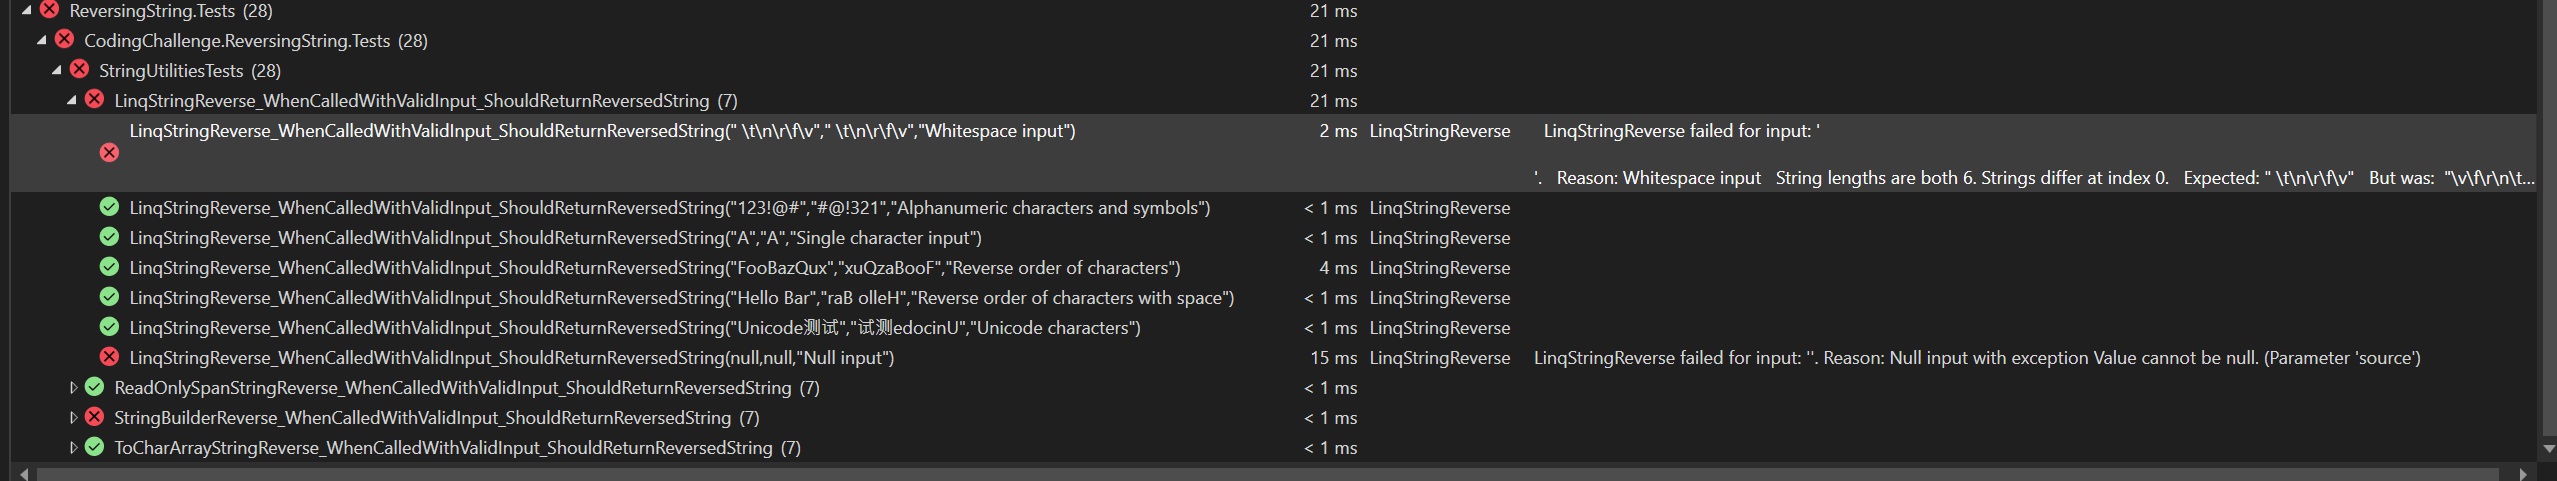 ReversingString.Tests (28) 21 ms
CodingChallenge.ReversingString.Tests (28) 21 ms
StringUtilitiesTests (28) 21 ms
LinqStringReverse_WhenCalledWithValidInput_ShouldReturnReversedString (7) 21 ms
LinqStringReverse_WhenCalledWithValidInput_ShouldReturnReversedString(" \t\n\r\f\v"," \t\n\r\f\v","Whitespace input") 2 ms LinqStringReverse LinqStringReverse failed for input: '
'. Reason: Whitespace input String lengths are both 6. Strings differ at index 0. Expected: " \t\n\r\f\v" But was: "\v\f\r\n\t...
LinqStringReverse_WhenCalledWithValidInput_ShouldReturnReversedString("123!@#","#@!321","Alphanumeric characters and symbols") < 1 ms LinqStringReverse
LinqStringReverse_WhenCalledWithValidInput_ShouldReturnReversedString("A","A","Single character input") < 1 ms LinqStringReverse
LinqStringReverse_WhenCalledWithValidInput_ShouldReturnReversedString("FooBazQux","xuQzaBooF","Reverse order of characters") 4 ms LinqStringReverse
LinqStringReverse_WhenCalledWithValidInput_ShouldReturnReversedString("Hello Bar","raB olleH","Reverse order of characters with space") < 1 ms LinqStringReverse
LinqStringReverse_WhenCalledWithValidInput_ShouldReturnReversedString("Unicode测试","试测edocinU","Unicode characters") < 1 ms LinqStringReverse
LinqStringReverse_WhenCalledWithValidInput_ShouldReturnReversedString(null,null,"Null input") 15 ms LinqStringReverse LinqStringReverse failed for input: ''. Reason: Null input with exception Value cannot be null. (Parameter 'source')
ReadOnlySpanStringReverse_WhenCalledWithValidInput_ShouldReturnReversedString (7) < 1 ms
StringBuilderReverse_WhenCalledWithValidInput_ShouldReturnReversedString (7) < 1 ms
ToCharArrayStringReverse_WhenCalledWithValidInput_ShouldReturnReversedString (7) < 1 ms